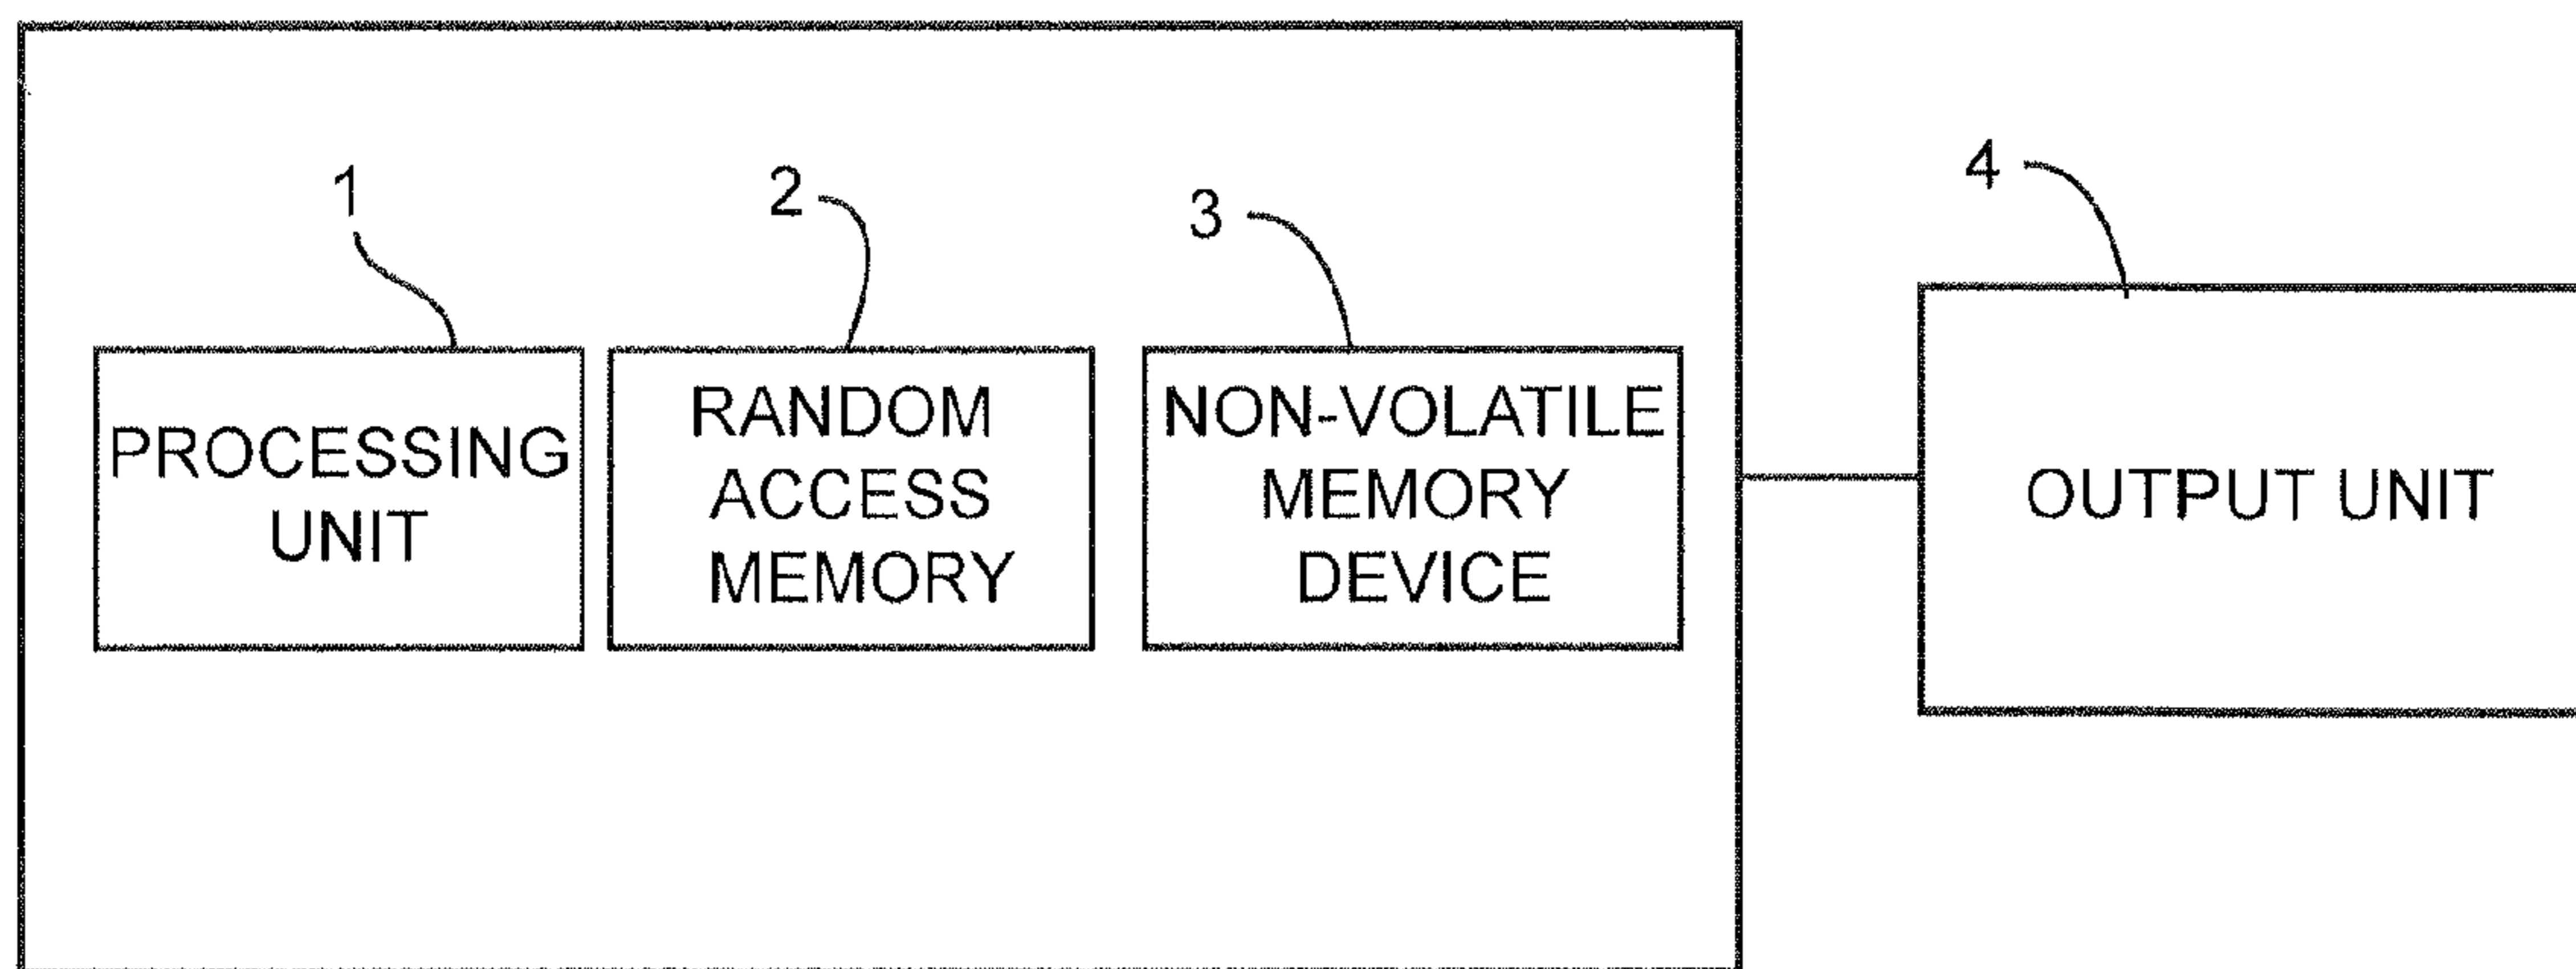 1
2
3
4
PROCESSING
UNIT
RANDOM
ACCESS
MEMORY
NON-VOLATILE
MEMORY
DEVICE
OUTPUT UNIT